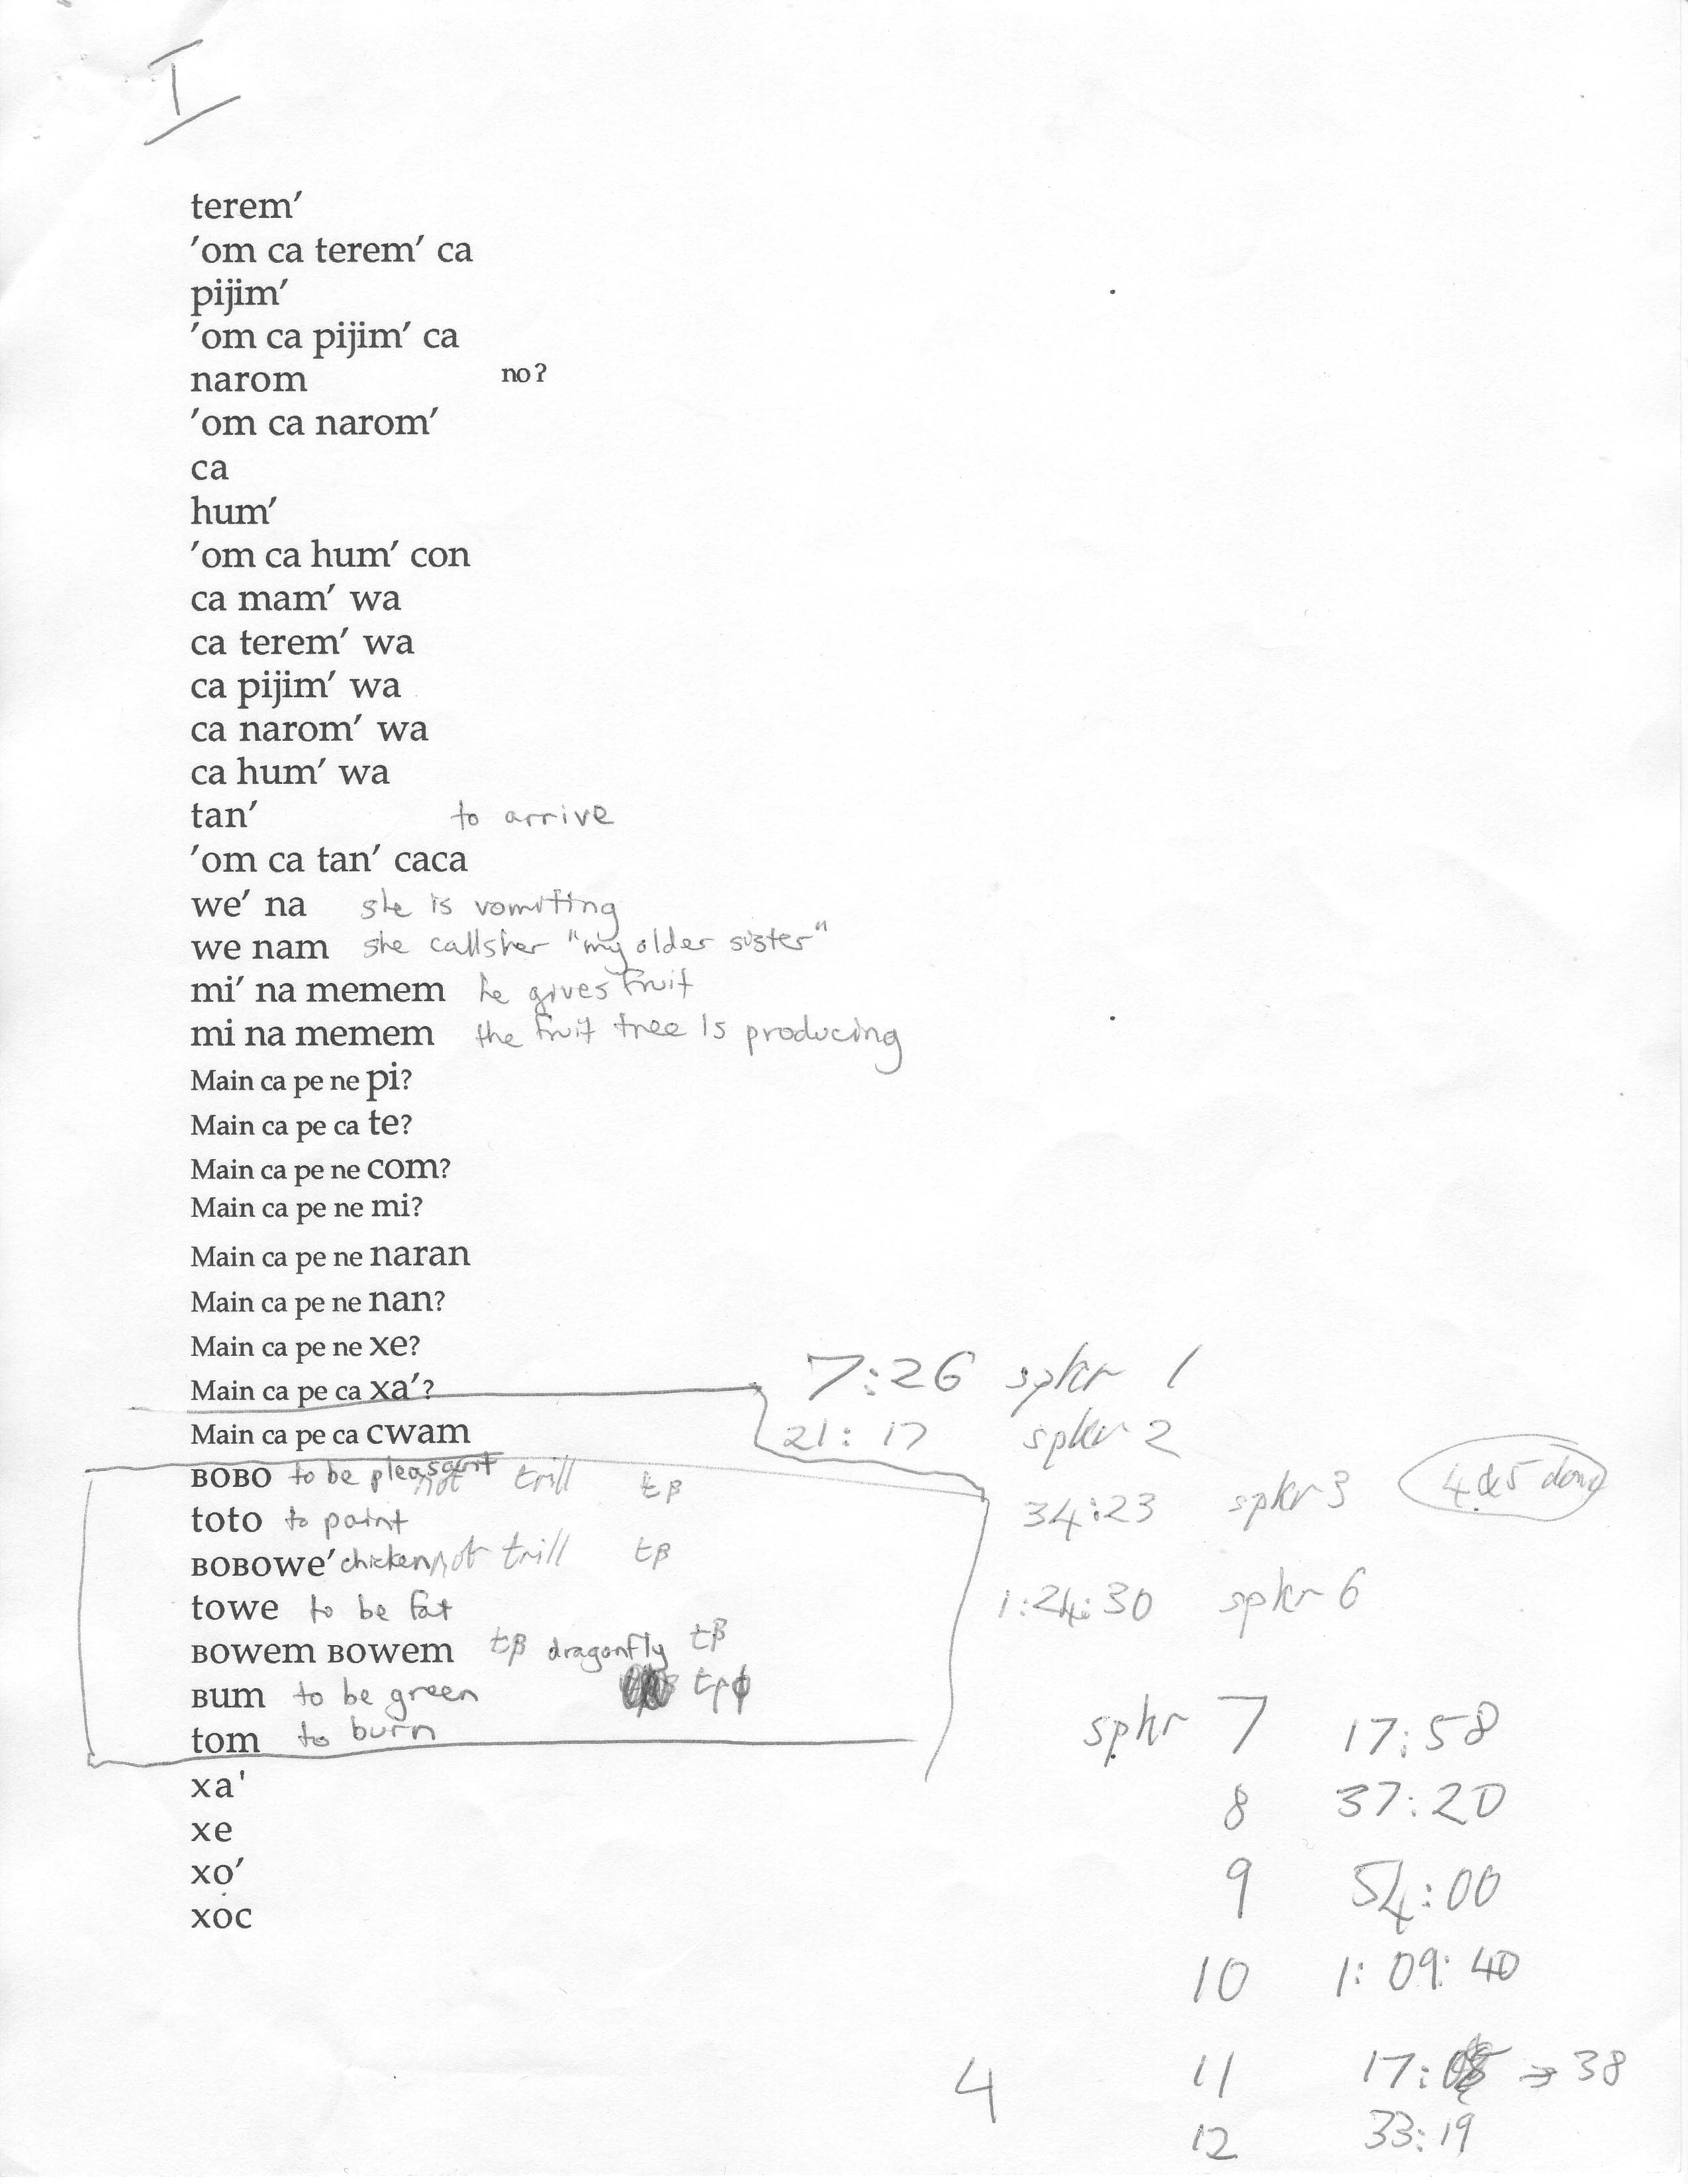 I
terem′
′om ca terem′ ca
pijim′
′om ca pijim′ ca
narom no?
′om ca narom′
ca
hum′
′om ca hum′ con
ca mam′ wa
ca terem′ wa
ca pijim′ wa
ca narom′ wa
ca hum′ wa
tan′ to arrive
′om ca tan′ caca
we′ na she is vomiting
we nam she calls her "my older sister"
mi′ na memem he gives fruit
mi na memem the fruit tree is producing
Main ca pe ne pi?
Main ca pe ca te?
Main ca pe ne com?
Main ca pe ne mi?
Main ca pe ne naran
Main ca pe ne nan?
Main ca pe ne xe?
Main ca pe ca xa′? 7:26 spkr 1
Main ca pe ca cwam 21:17 spkr 2
ʙoʙo to be pleasant not trill tβ 34:23 spkr 3 4&5 done
toto to paint
ʙoʙowe′ chicken not trill tβ
towe to be fat 1:24:30 spkr 6
ʙowem ʙowem tβ dragonfly tβ
ʙum to be green
tom to burn spkr 7 17:58
xa' 8 37:20
xe
xo′ 9 54:00
xoc
10 1:09:40
4 11 17: → 38
12 33:19